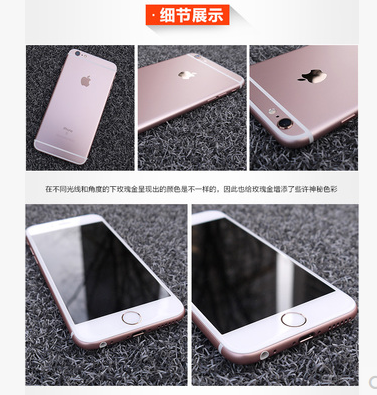 ·细节展示
在不同光线和角度的下玫瑰金呈现出的颜色是不一样的，因此也给玫瑰金增添了些许神秘色彩